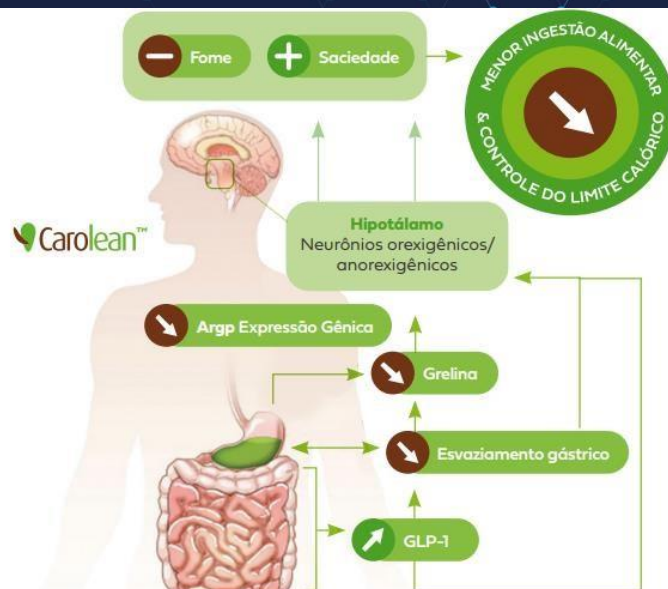 Fome
Saciedade
MENOR INGESTÃO ALIMENTAR
& CONTROLE DO LIMITE CALÓRICO
Carolean™
Hipotálamo
Neurônios orexigênicos/
anorexigênicos
Argp Expressão Gênica
Grelina
Esvaziamento gástrico
GLP-1